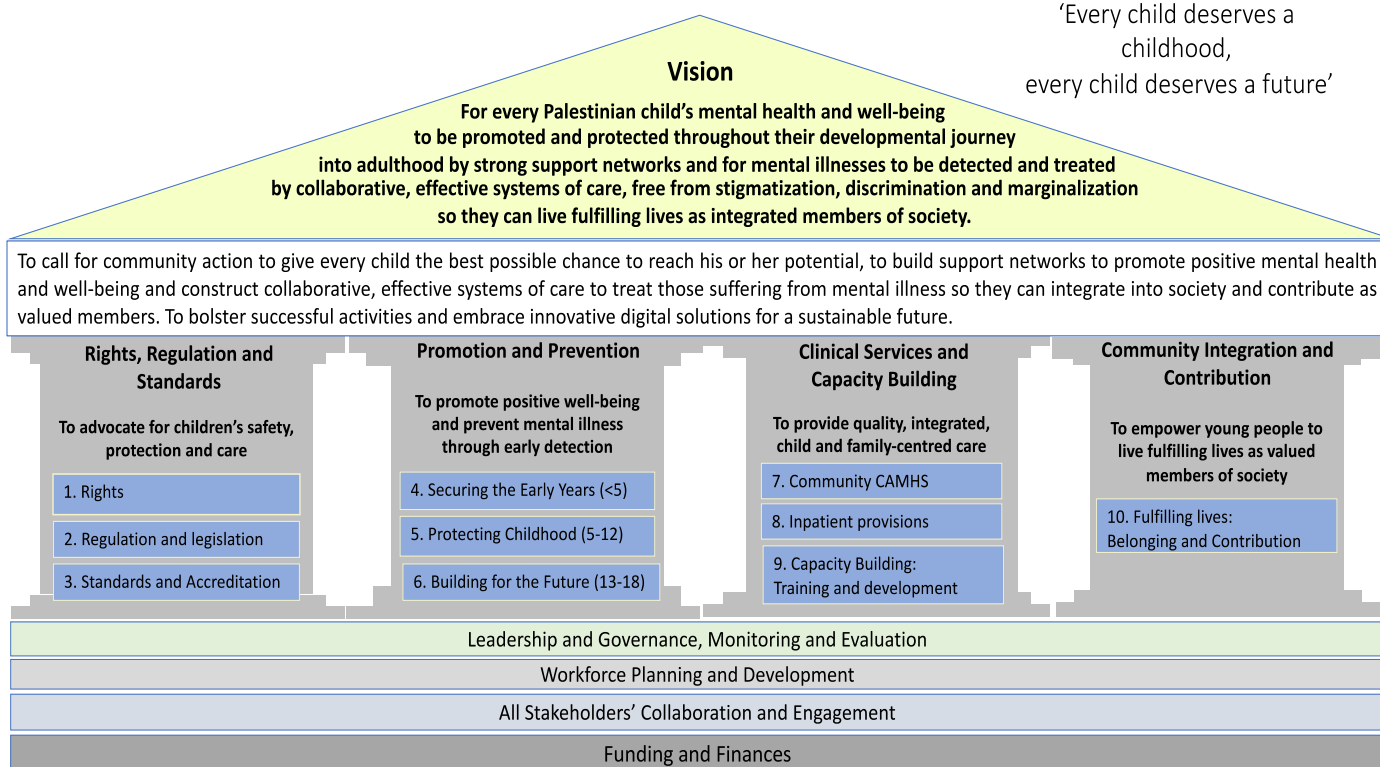 ‘Every child deserves a
childhood,
every child deserves a future’
Vision
For every Palestinian child’s mental health and well-being
to be promoted and protected throughout their developmental journey
into adulthood by strong support networks and for mental illnesses to be detected and treated
by collaborative, effective systems of care, free from stigmatization, discrimination and marginalization
so they can live fulfilling lives as integrated members of society.
To call for community action to give every child the best possible chance to reach his or her potential, to build support networks to promote positive mental health
and well-being and construct collaborative, effective systems of care to treat those suffering from mental illness so they can integrate into society and contribute as
valued members. To bolster successful activities and embrace innovative digital solutions for a sustainable future.
Rights, Regulation and
Standards
To advocate for children’s safety,
protection and care
1. Rights
2. Regulation and legislation
3. Standards and Accreditation
Promotion and Prevention
To promote positive well-being
and prevent mental illness
through early detection
4. Securing the Early Years (<5)
5. Protecting Childhood (5-12)
6. Building for the Future (13-18)
Clinical Services and
Capacity Building
To provide quality, integrated,
child and family-centred care
7. Community CAMHS
8. Inpatient provisions
9. Capacity Building:
Training and development
Community Integration and
Contribution
To empower young people to
live fulfilling lives as valued
members of society
10. Fulfilling lives:
Belonging and Contribution
Leadership and Governance, Monitoring and Evaluation
Workforce Planning and Development
All Stakeholders’ Collaboration and Engagement
Funding and Finances